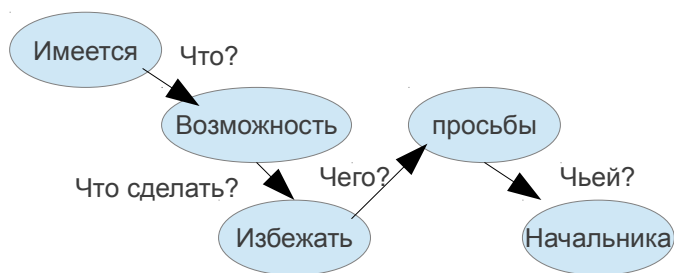 Имеется
Что?
Возможность
просьбы
Что сделать?
Чего?
Чьей?
Избежать
Начальника